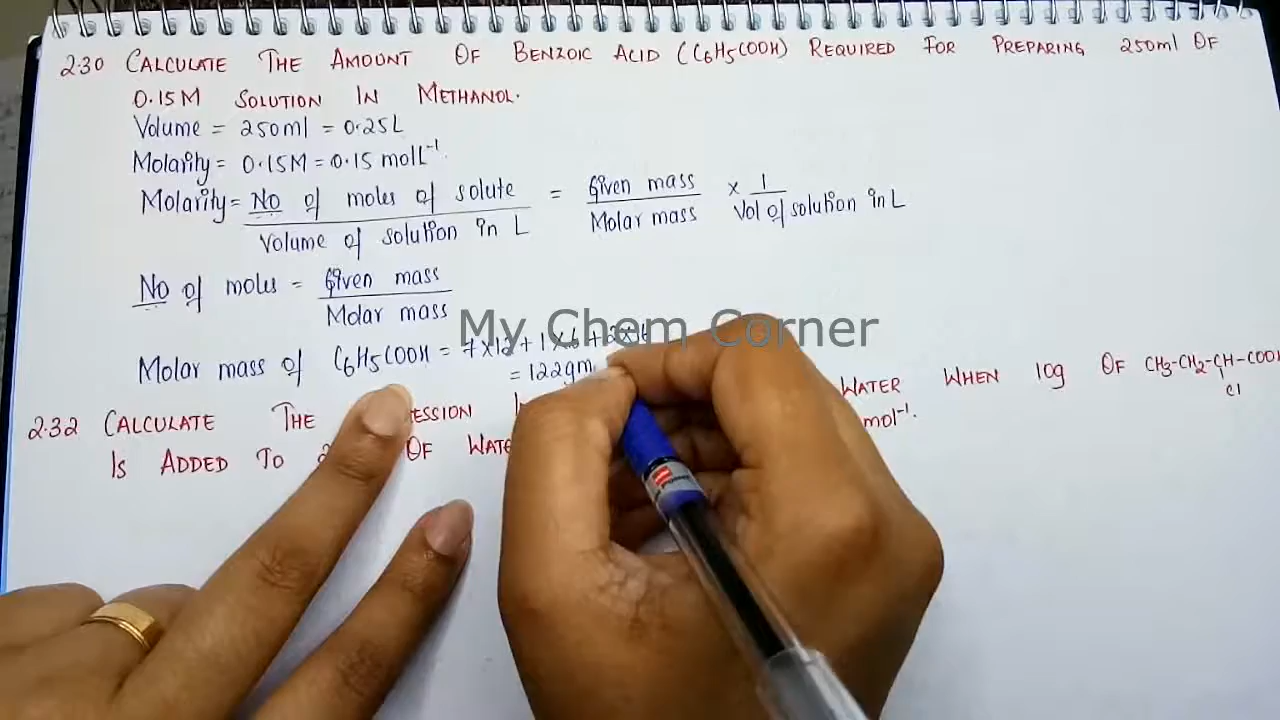 2.30 CALCULATE THE AMOUNT OF BENZOIC ACID (C6H5COOH) REQUIRED FOR PREPARING 250ml OF
0.15M SOLUTION IN METHANOL.
Volume = 250ml = 0.25L
Molarity = 0.15M = 0.15 molL⁻¹.
Molarity = No of moles of solute / Volume of solution in L = Given mass / Molar mass × 1 / Vol of solution in L
No of moles = Given mass / Molar mass
My Chem Corner
Molar mass of C6H5COOH = 7×12 + 1×6 + 2×16
= 122gm
2.32 CALCULATE THE WATER WHEN 10g OF CH3-CH2-CH-COO
Cl
IS ADDED TO OF mol⁻¹.